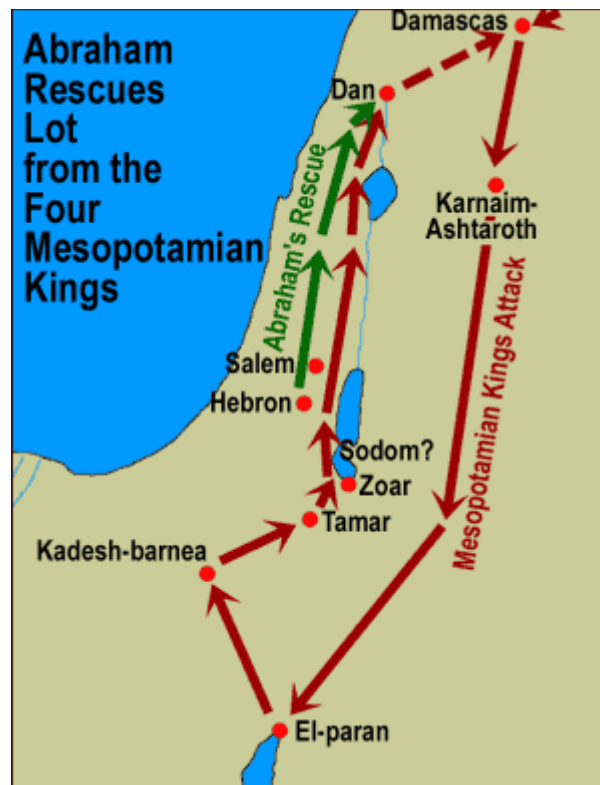 Abraham
Rescues
Lot
from the
Four
Mesopotamian
Kings
Damascas
Dan
Karnaim-
Ashtaroth
Abraham's Rescue
Mesopotamian Kings Attack
Salem
Hebron
Sodom?
Zoar
Tamar
Kadesh-barnea
El-paran